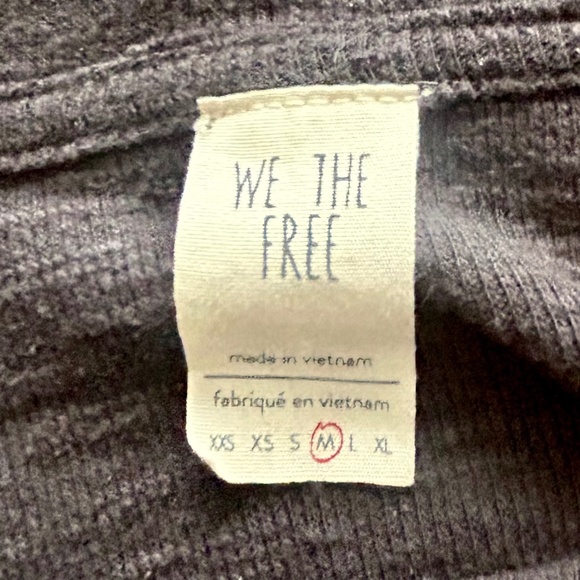 WE THE
FREE
made in vietnam
fabriqué en vietnam
XXS XS S M L XL